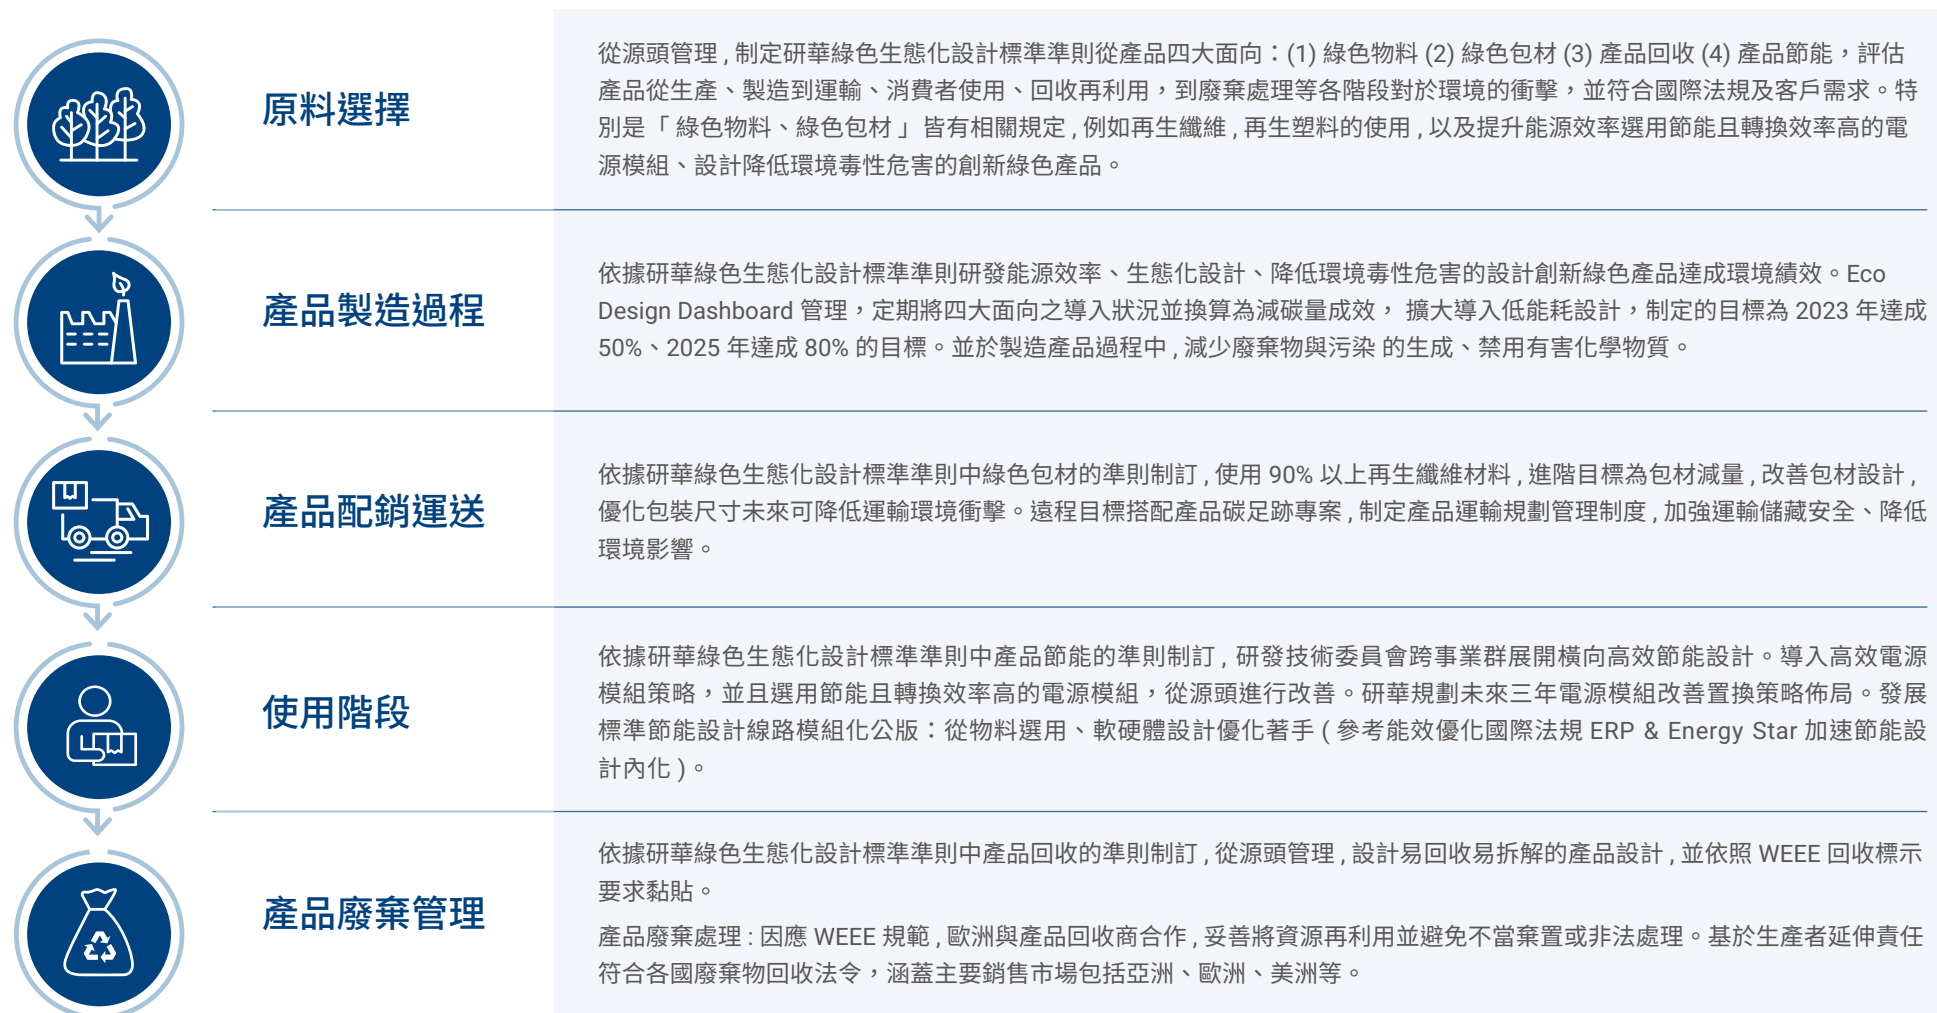 原料選擇
從源頭管理 , 制定研華綠色生態化設計標準準則從產品四大面向：(1) 綠色物料 (2) 綠色包材 (3) 產品回收 (4) 產品節能，評估
產品從生產、製造到運輸、消費者使用、回收再利用，到廢棄處理等各階段對於環境的衝擊，並符合國際法規及客戶需求。特
別是「 綠色物料、綠色包材 」皆有相關規定 , 例如再生纖維 , 再生塑料的使用 , 以及提升能源效率選用節能且轉換效率高的電
源模組、設計降低環境毒性危害的創新綠色產品。
產品製造過程
依據研華綠色生態化設計標準準則研發能源效率、生態化設計、降低環境毒性危害的設計創新綠色產品達成環境績效。Eco
Design Dashboard 管理，定期將四大面向之導入狀況並換算為減碳量成效， 擴大導入低能耗設計，制定的目標為 2023 年達成
50%、2025 年達成 80% 的目標。並於製造產品過程中 , 減少廢棄物與污染 的生成、禁用有害化學物質。
產品配銷運送
依據研華綠色生態化設計標準準則中綠色包材的準則制訂 , 使用 90% 以上再生纖維材料 , 進階目標為包材減量 , 改善包材設計 ,
優化包裝尺寸未來可降低運輸環境衝擊。遠程目標搭配產品碳足跡專案 , 制定產品運輸規劃管理制度 , 加強運輸儲藏安全、降低
環境影響。
使用階段
依據研華綠色生態化設計標準準則中產品節能的準則制訂 , 研發技術委員會跨事業群展開橫向高效節能設計。導入高效電源
模組策略，並且選用節能且轉換效率高的電源模組，從源頭進行改善。研華規劃未來三年電源模組改善置換策略佈局。發展
標準節能設計線路模組化公版：從物料選用、軟硬體設計優化著手 ( 參考能效優化國際法規 ERP & Energy Star 加速節能設
計內化 )。
產品廢棄管理
依據研華綠色生態化設計標準準則中產品回收的準則制訂 , 從源頭管理 , 設計易回收易拆解的產品設計 , 並依照 WEEE 回收標示
要求黏貼。
產品廢棄處理 : 因應 WEEE 規範 , 歐洲與產品回收商合作 , 妥善將資源再利用並避免不當棄置或非法處理。基於生產者延伸責任
符合各國廢棄物回收法令，涵蓋主要銷售市場包括亞洲、歐洲、美洲等。